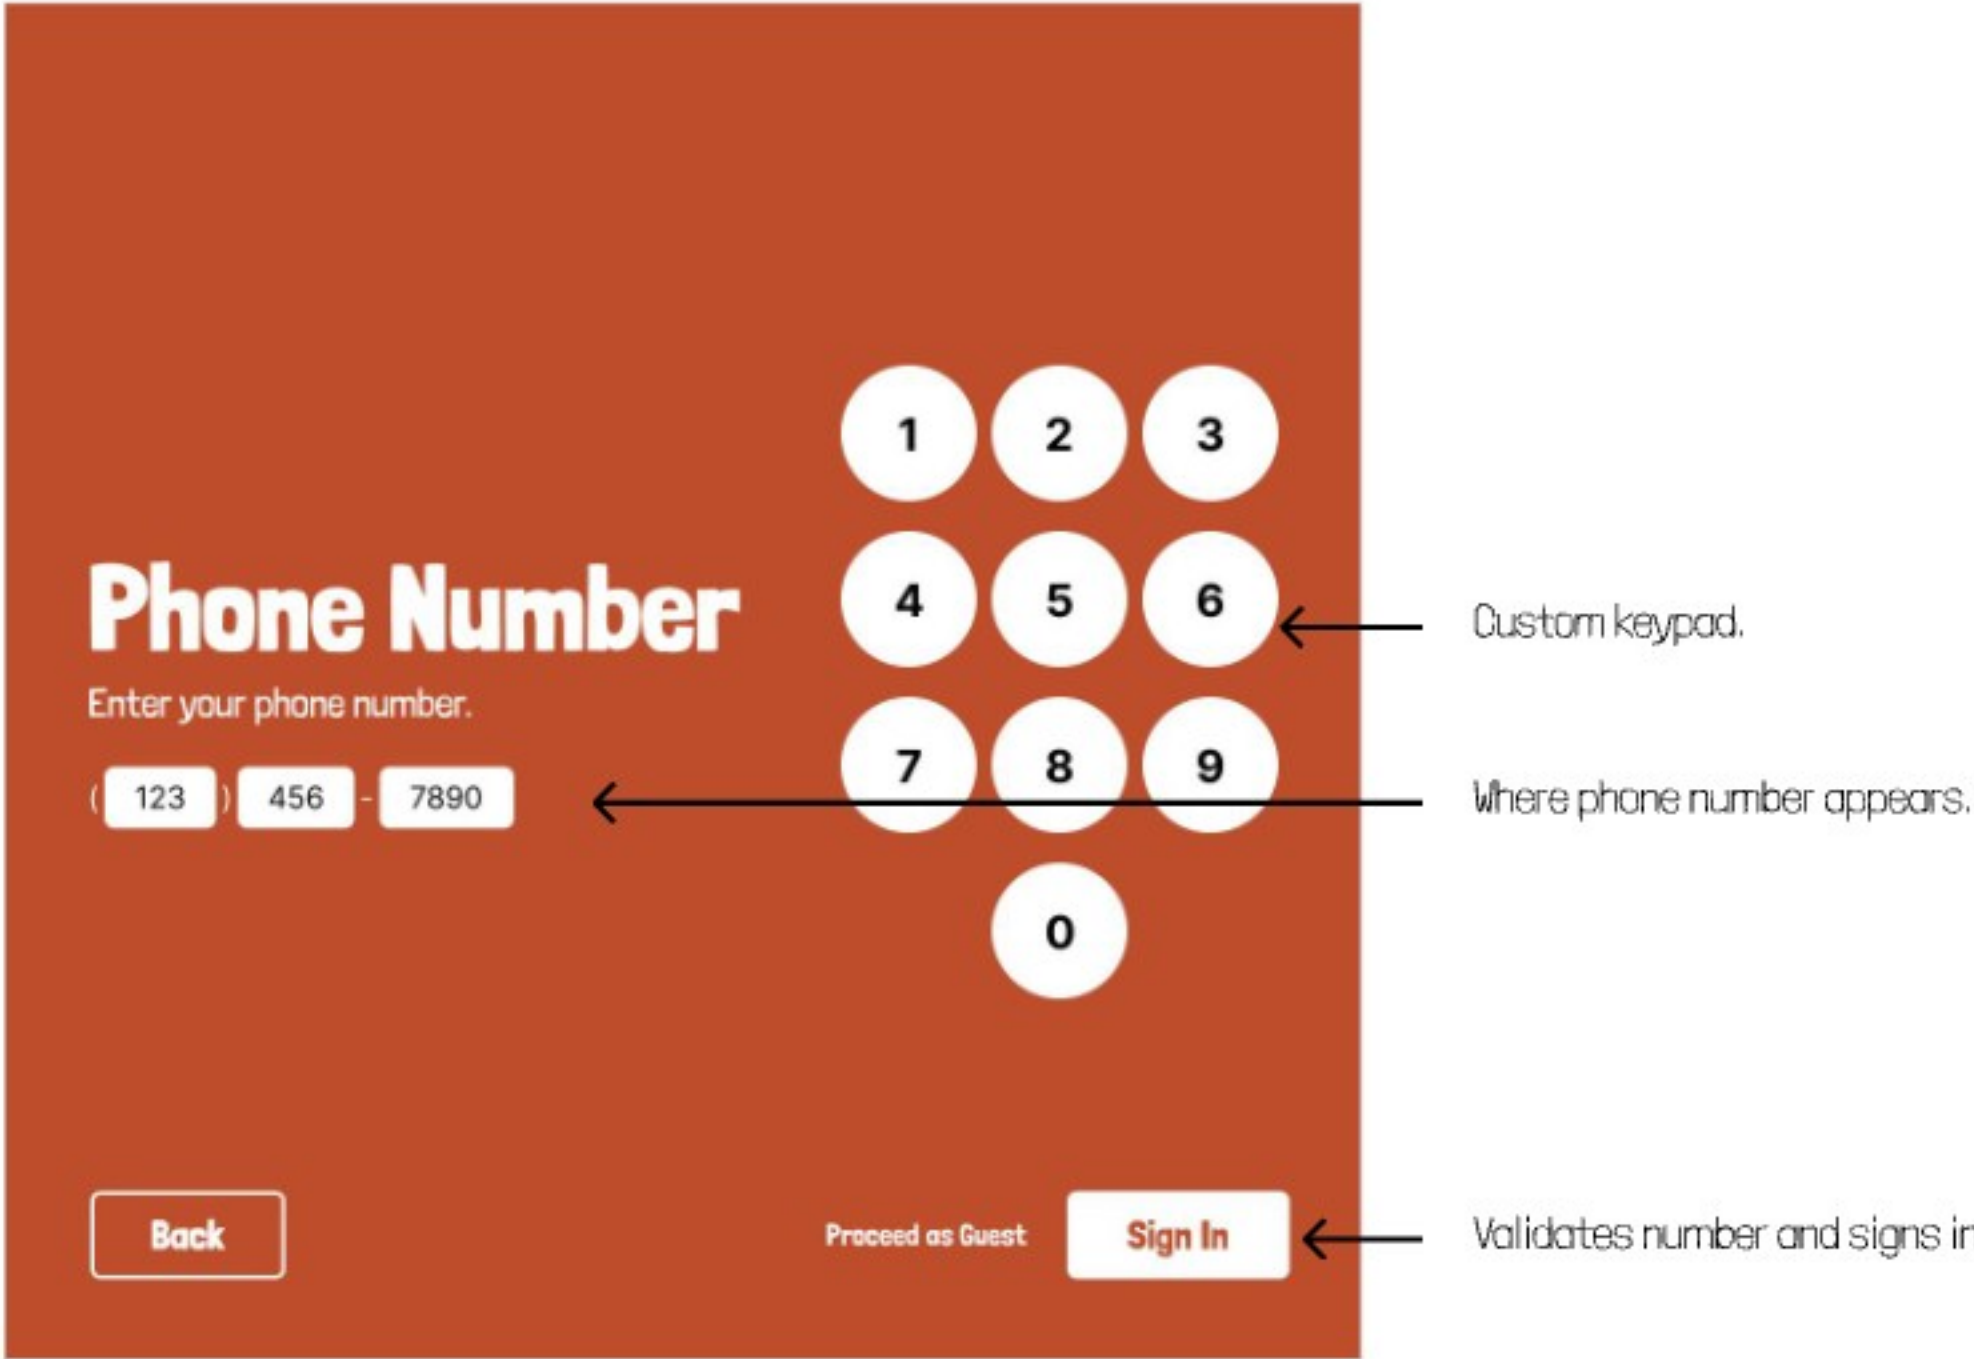 1 2 3
4 5 6
Custom keypad.
Phone Number
Enter your phone number.
7 8 9
(123) 456 - 7890
Where phone number appears.
0
Back
Proceed as Guest
Sign In
Validates number and signs in